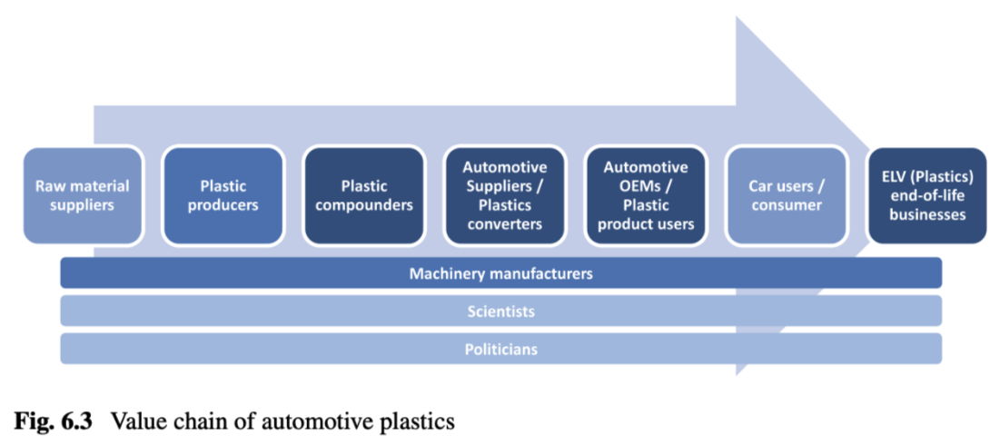 Raw material
suppliers
Plastic
producers
Plastic
compounders
Automotive
Suppliers /
Plastics
converters
Automotive
OEMs /
Plastic
product users
Car users /
consumer
ELV (Plastics)
end-of-life
businesses
Machinery manufacturers
Scientists
Politicians
Fig. 6.3 Value chain of automotive plastics